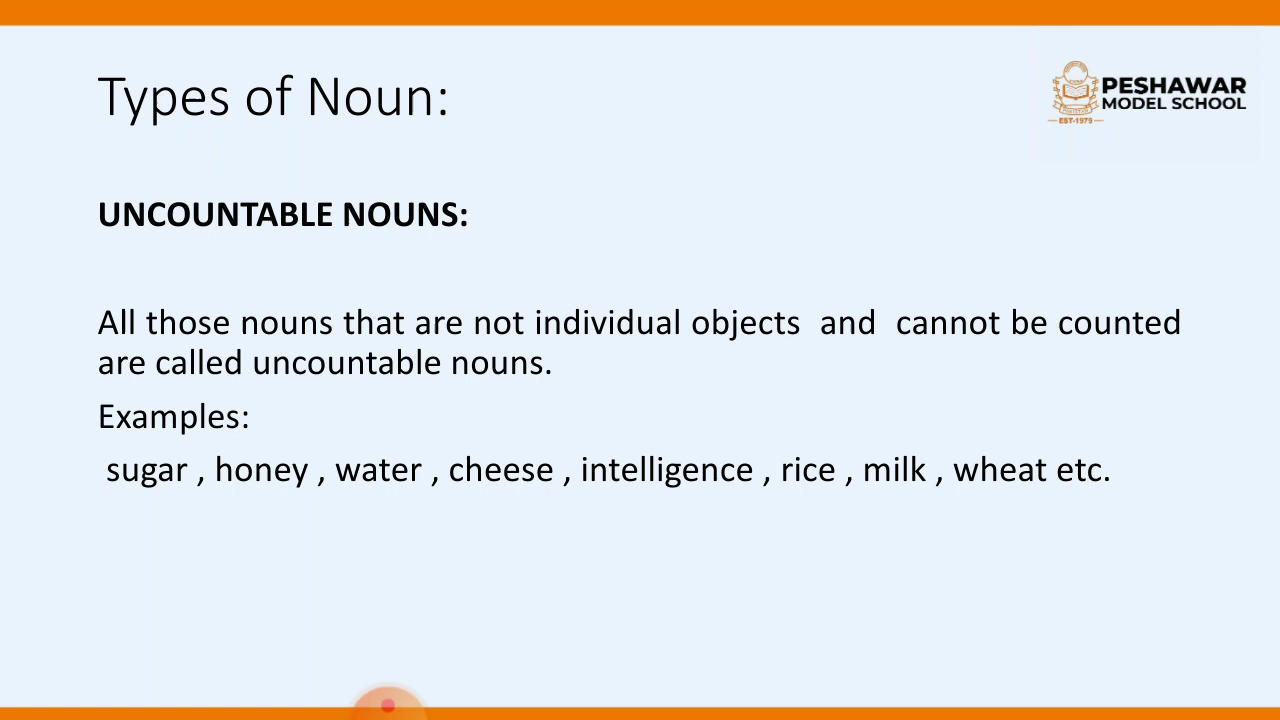 Types of Noun:
PESHAWAR
MODEL SCHOOL
EST-1979
UNCOUNTABLE NOUNS:
All those nouns that are not individual objects and cannot be counted
are called uncountable nouns.
Examples:
sugar , honey , water , cheese , intelligence , rice , milk , wheat etc.